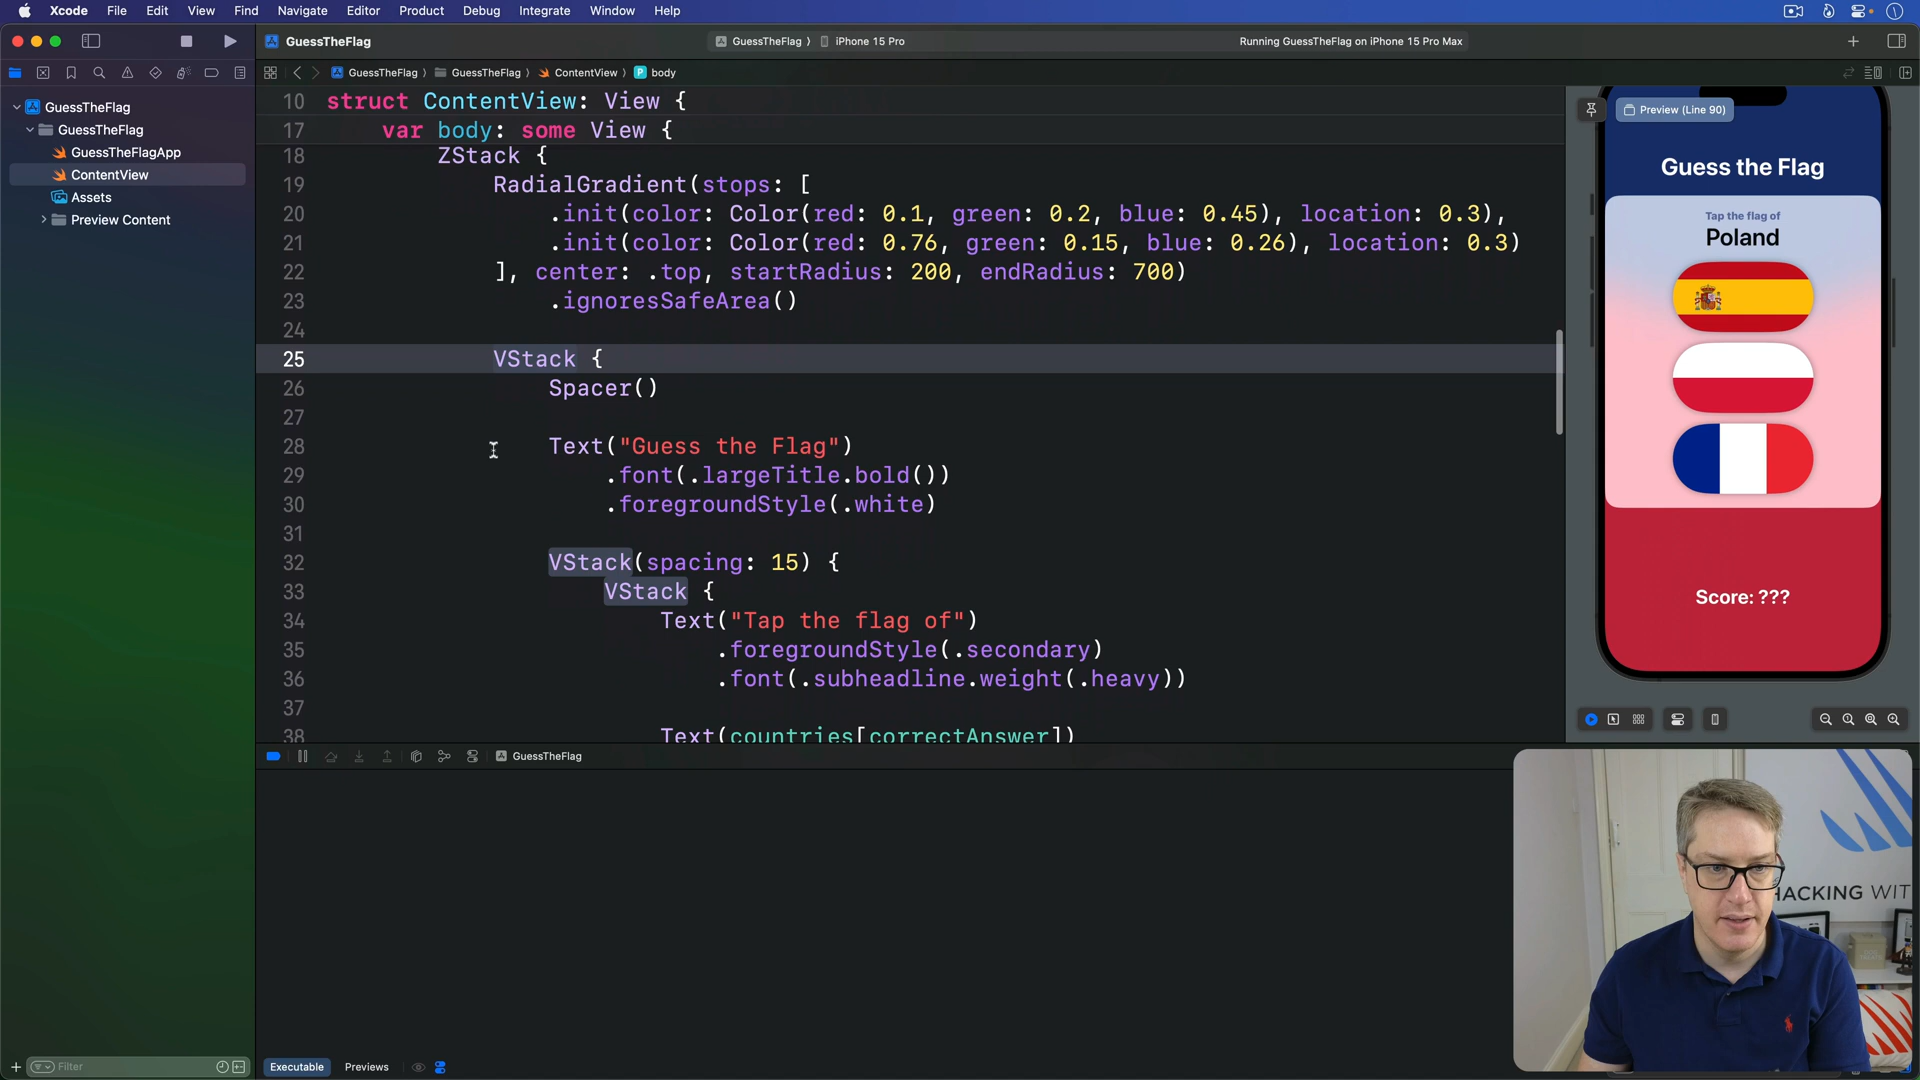 Xcode File Edit View Find Navigate Editor Product Debug Integrate Window Help
GuessTheFlag
GuessTheFlag 〉 iPhone 15 Pro
Running GuessTheFlag on iPhone 15 Pro Max
GuessTheFlag 〉 GuessTheFlag 〉 ContentView 〉 P body
GuessTheFlag
GuessTheFlag
GuessTheFlagApp
ContentView
Assets
Preview Content
10 struct ContentView: View {
17 var body: some View {
18 ZStack {
19 RadialGradient(stops: [
20 .init(color: Color(red: 0.1, green: 0.2, blue: 0.45), location: 0.3),
21 .init(color: Color(red: 0.76, green: 0.15, blue: 0.26), location: 0.3)
22 ], center: .top, startRadius: 200, endRadius: 700)
23 .ignoresSafeArea()
24
25 VStack {
26 Spacer()
27
28 Text("Guess the Flag")
29 .font(.largeTitle.bold())
30 .foregroundStyle(.white)
31
32 VStack(spacing: 15) {
33 VStack {
34 Text("Tap the flag of")
35 .foregroundStyle(.secondary)
36 .font(.subheadline.weight(.heavy))
37
38 Text(countries[correctAnswer])
Preview (Line 90)
Guess the Flag
Tap the flag of
Poland
Score: ???
GuessTheFlag
HACKING WIT
Filter
Executable Previews